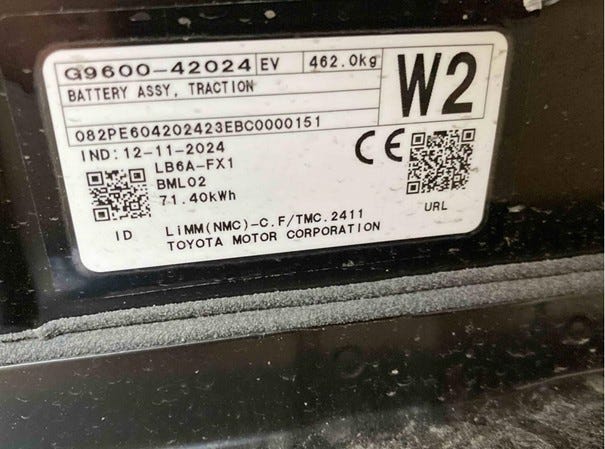 G9600-42024 EV 462.0kg W2
BATTERY ASSY, TRACTION
082PE604202423EBC0000151
IND:12-11-2024
LB6A-FX1
BML02
71.40kWh
CE
ID
URL
LiMM(NMC)-C.F/TMC.2411
TOYOTA MOTOR CORPORATION